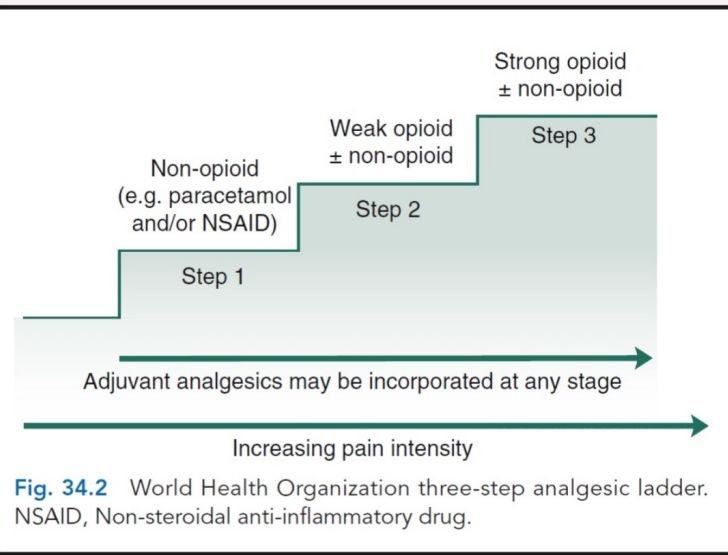 Strong opioid
± non-opioid
Step 3
Weak opioid
± non-opioid
Step 2
Non-opioid
(e.g. paracetamol
and/or NSAID)
Step 1
Adjuvant analgesics may be incorporated at any stage
Increasing pain intensity
Fig. 34.2 World Health Organization three-step analgesic ladder.
NSAID, Non-steroidal anti-inflammatory drug.